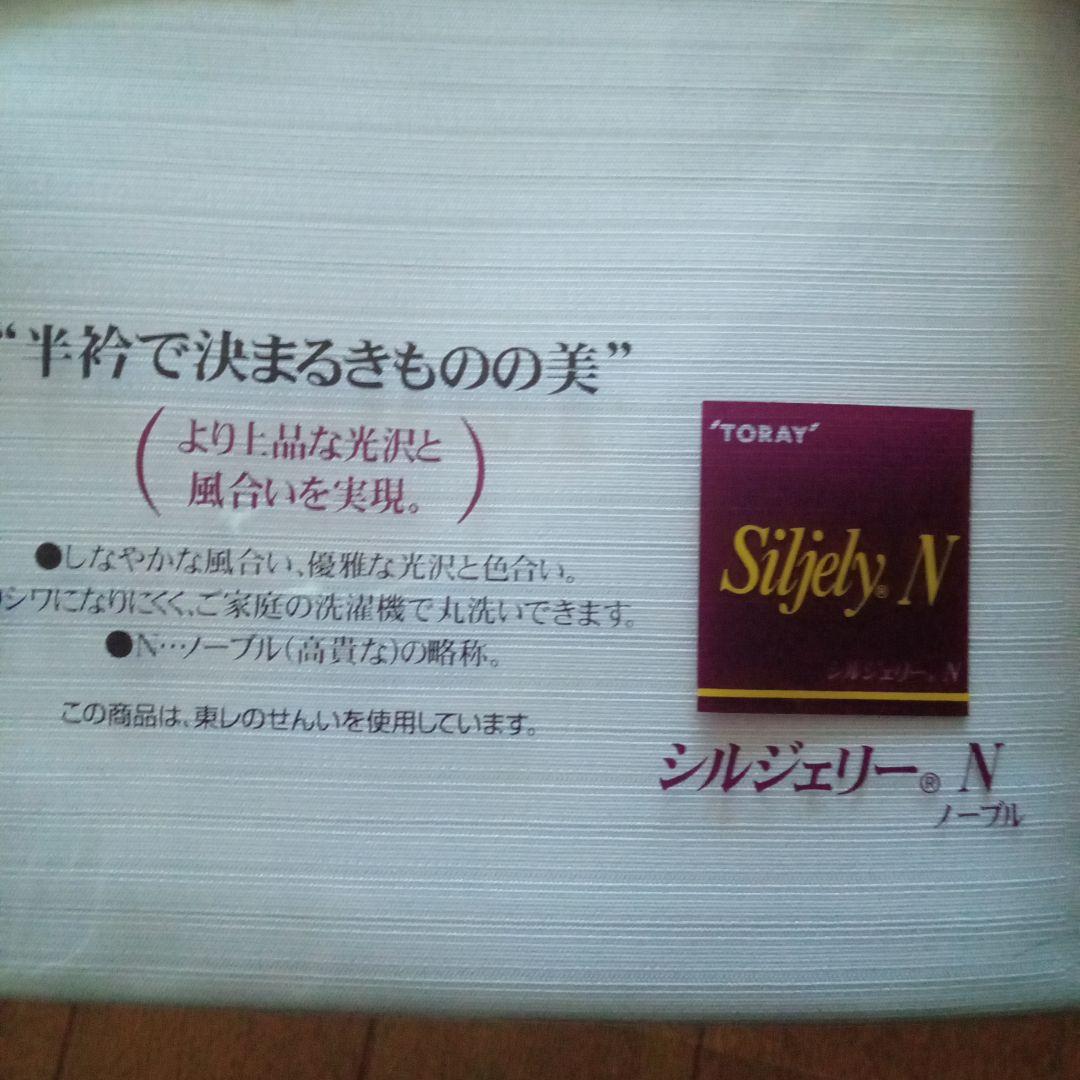 “半衿で決まるきものの美”
より上品な光沢と
風合いを実現。
●しなやかな風合い、優雅な光沢と色合い。
シワになりにくく、ご家庭の洗濯機で丸洗いできます。
●N…ノーブル(高貴な)の略称。
この商品は、東レのせんいを使用しています。
“TORAY”
Siljely® N
シルジェリー® N
シルジェリー® N
ノーブル